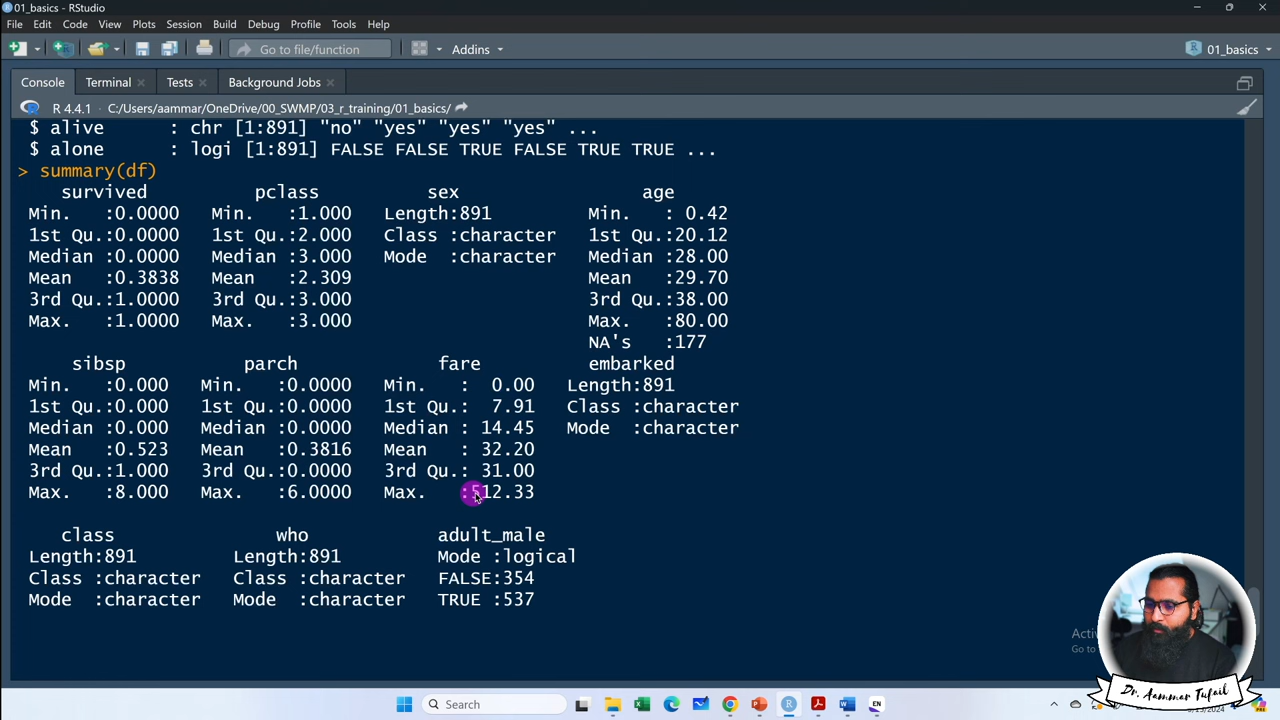 01_basics - RStudio
File Edit Code View Plots Session Build Debug Profile Tools Help
Go to file/function Addins 01_basics
Console Terminal Tests Background Jobs
R 4.4.1 · C:/Users/aammar/OneDrive/00_SWMP/03_r_training/01_basics/
$ alive : chr [1:891] "no" "yes" "yes" "yes" ...
$ alone : logi [1:891] FALSE FALSE TRUE FALSE TRUE TRUE ...
> summary(df)
survived pclass sex age
Min. :0.0000 Min. :1.000 Length:891 Min. : 0.42
1st Qu.:0.0000 1st Qu.:2.000 Class :character 1st Qu.:20.12
Median :0.0000 Median :3.000 Mode :character Median :28.00
Mean :0.3838 Mean :2.309 Mean :29.70
3rd Qu.:1.0000 3rd Qu.:3.000 3rd Qu.:38.00
Max. :1.0000 Max. :3.000 Max. :80.00
NA's :177
sibsp parch fare embarked
Min. :0.000 Min. :0.0000 Min. : 0.00 Length:891
1st Qu.:0.000 1st Qu.:0.0000 1st Qu.: 7.91 Class :character
Median :0.000 Median :0.0000 Median : 14.45 Mode :character
Mean :0.523 Mean :0.3816 Mean : 32.20
3rd Qu.:1.000 3rd Qu.:0.0000 3rd Qu.: 31.00
Max. :8.000 Max. :6.0000 Max. :512.33
class who adult_male
Length:891 Length:891 Mode :logical
Class :character Class :character FALSE:354
Mode :character Mode :character TRUE :537
Go to
Dr. Aammar Tufail
Search EN